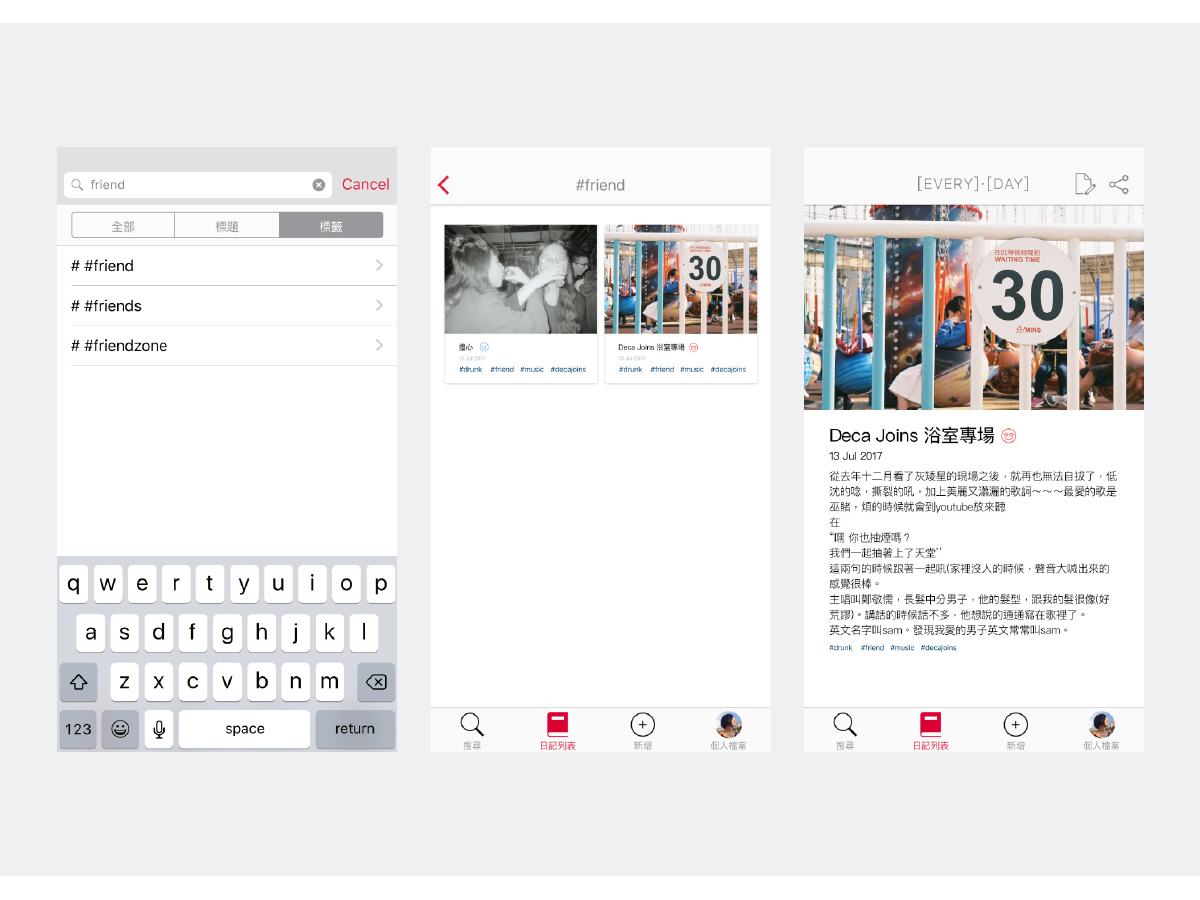 friend
Cancel
全部
標題
標籤
# #friend
# #friends
# #friendzone
q w e r t y u i o p
a s d f g h j k l
z x c v b n m
123
space
return
#friend
30
擔心
13 Jul 2017
#drunk #friend #music #decajoins
Deca Joins 浴室專場
13 Jul 2017
#drunk #friend #music #decajoins
搜尋
日記列表
新增
個人檔案
[EVERY]·[DAY]
在此等候時間約
WAITING TIME
30
分/MINS
Deca Joins 浴室專場
13 Jul 2017
從去年十二月看了灰矮星的現場之後，就再也無法自拔了，低
沈的唸，撕裂的吼，加上美麗又瀟灑的歌詞～～～最愛的歌是
巫賭，煩的時候就會到youtube放來聽
在
“嘿 你也抽煙嗎？
我們一起抽著上了天堂’’
這兩句的時候跟著一起吼(家裡沒人的時候，聲音大喊出來的
感覺很棒。
主唱叫鄭敬儒，長髮中分男子，他的髮型，跟我的髮很像(好
荒謬)。講話的時候話不多，他想說的通通寫在歌裡了。
英文名字叫sam。發現我愛的男子英文常常叫sam。
#drunk #friend #music #decajoins
搜尋
日記列表
新增
個人檔案